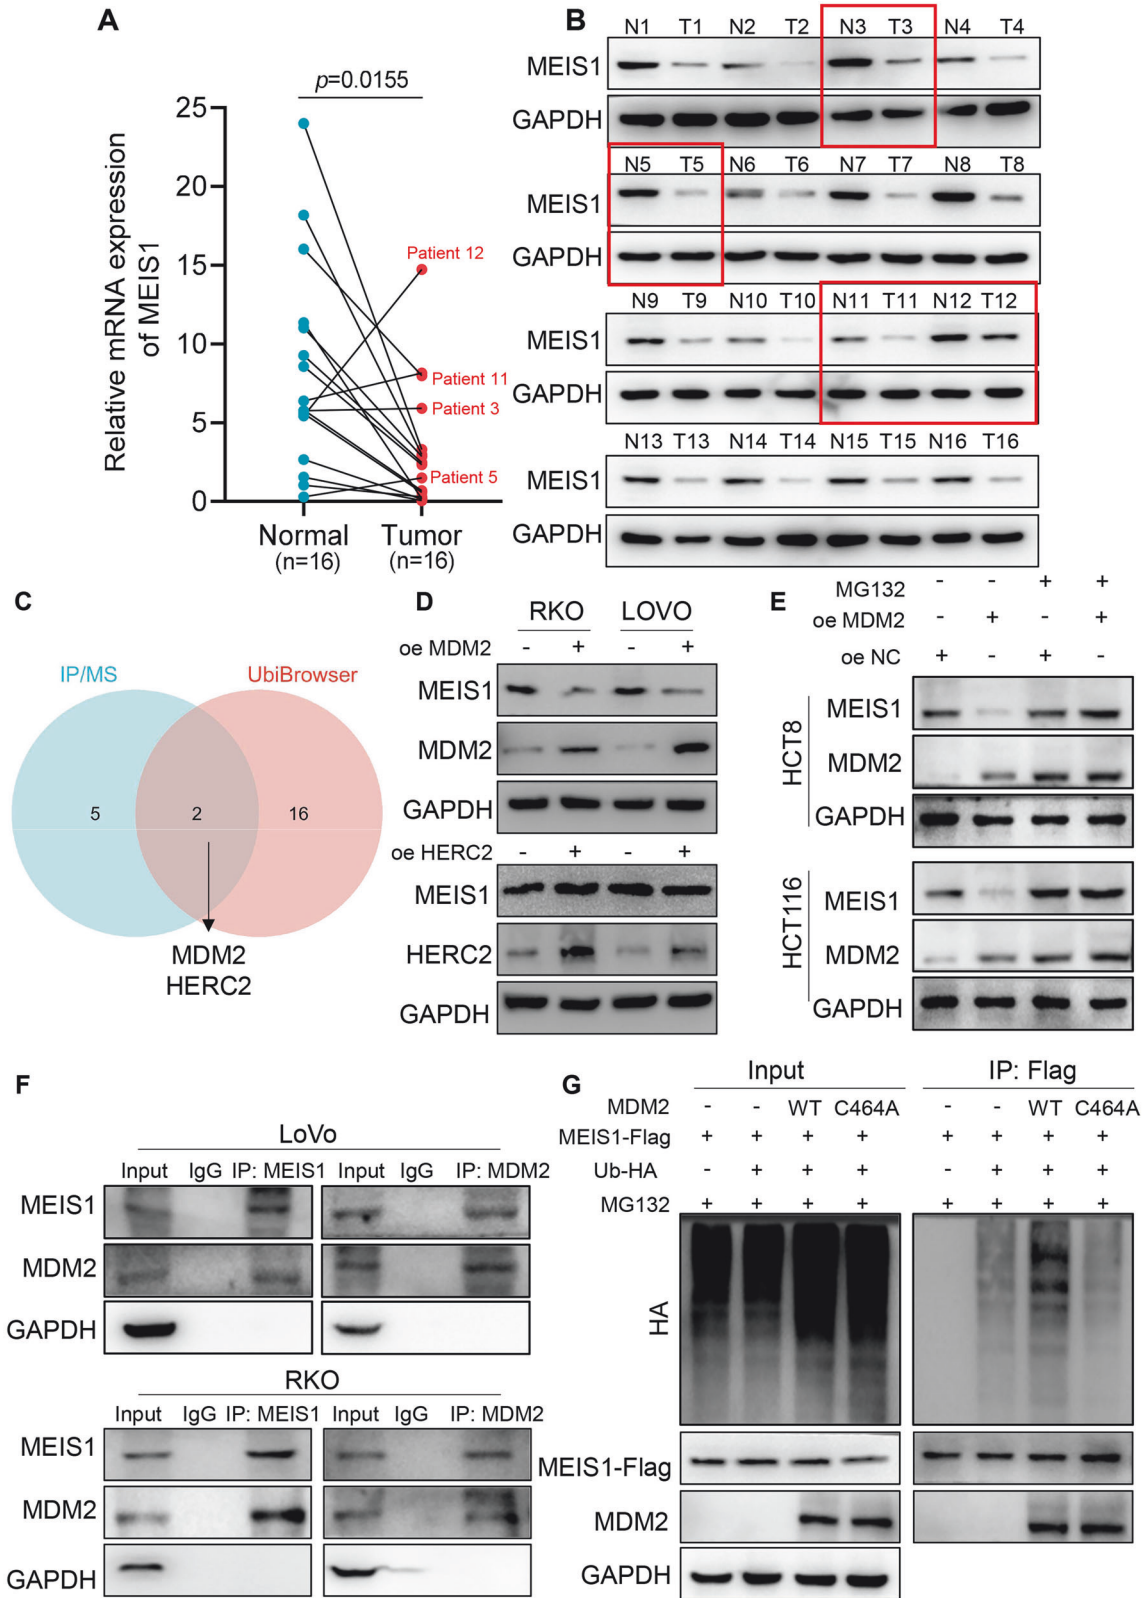 A
p=0.0155
Relative mRNA expression
of MEIS1
25
20
15
10
5
0
Patient 12
Patient 11
Patient 3
Patient 5
Normal
(n=16)
Tumor
(n=16)
B
N1 T1 N2 T2 N3 T3 N4 T4
MEIS1
GAPDH
N5 T5 N6 T6 N7 T7 N8 T8
MEIS1
GAPDH
N9 T9 N10 T10 N11 T11 N12 T12
MEIS1
GAPDH
N13 T13 N14 T14 N15 T15 N16 T16
MEIS1
GAPDH
C
IP/MS
UbiBrowser
5 2 16
MDM2
HERC2
D
RKO LOVO
oe MDM2 - + - +
MEIS1
MDM2
GAPDH
oe HERC2 - + - +
MEIS1
HERC2
GAPDH
E
MG132 - - + +
oe MDM2 - + - +
oe NC + - + -
HCT8
MEIS1
MDM2
GAPDH
HCT116
MEIS1
MDM2
GAPDH
F
LoVo
Input IgG IP: MEIS1 Input IgG IP: MDM2
MEIS1
MDM2
GAPDH
RKO
Input IgG IP: MEIS1 Input IgG IP: MDM2
MEIS1
MDM2
GAPDH
G
Input IP: Flag
MDM2 - - WT C464A - - WT C464A
MEIS1-Flag + + + + + + + +
Ub-HA - + + + - + + +
MG132 + + + + + + + +
HA
MEIS1-Flag
MDM2
GAPDH